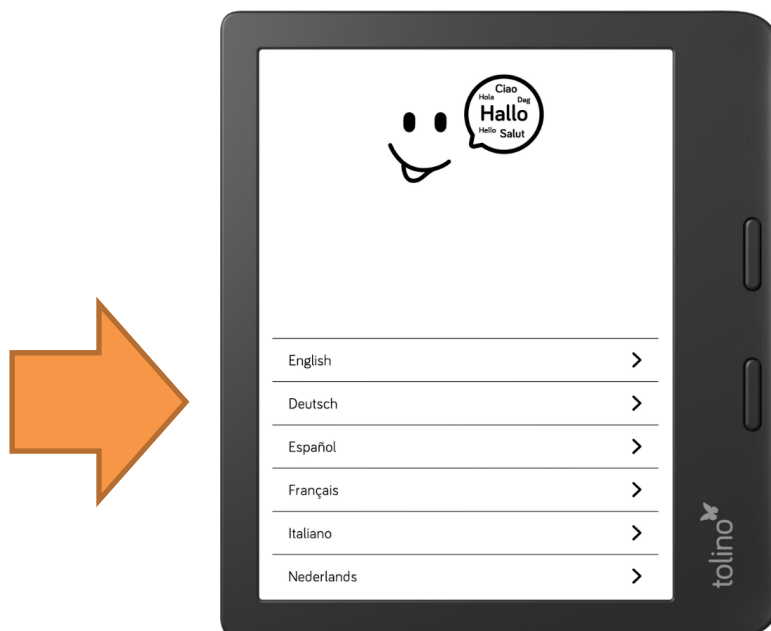 Ciao
Hola
Dag
Hallo
Hello Salut
English
Deutsch
Español
Français
Italiano
Nederlands
tolino